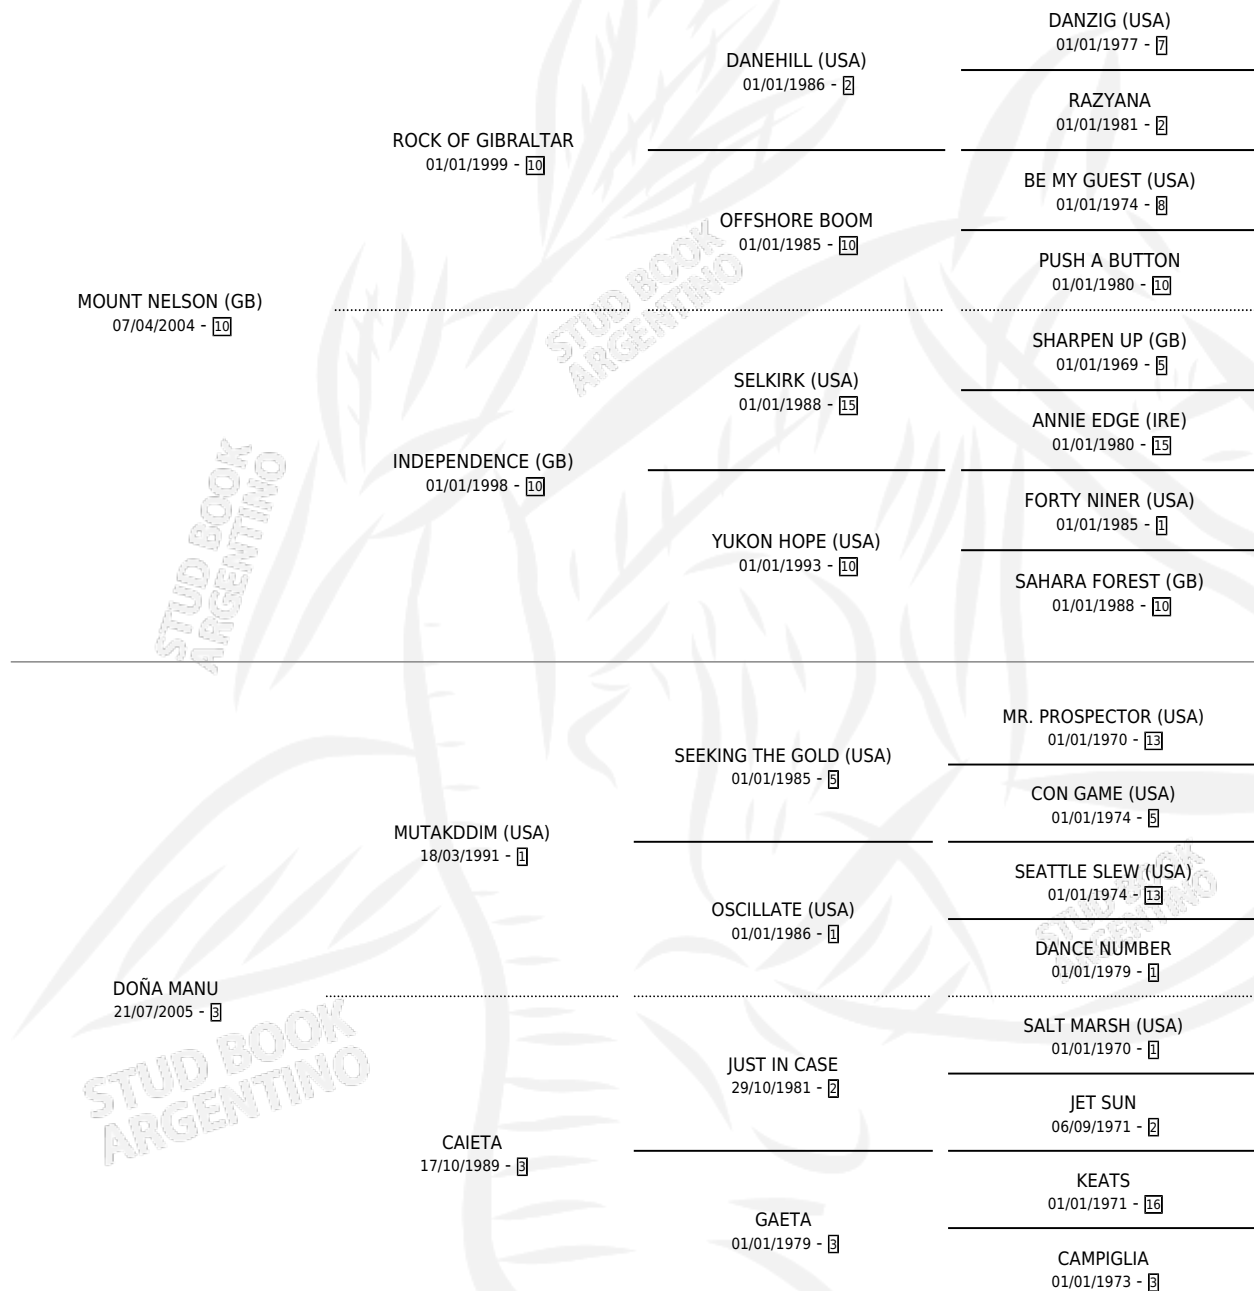 DANZIG (USA)
01/01/1977 - 7
DANEHILL (USA)
01/01/1986 - 2
RAZYANA
01/01/1981 - 2
ROCK OF GIBRALTAR
01/01/1999 - 10
BE MY GUEST (USA)
01/01/1974 - 8
OFFSHORE BOOM
01/01/1985 - 10
PUSH A BUTTON
01/01/1980 - 10
MOUNT NELSON (GB)
07/04/2004 - 10
SHARPEN UP (GB)
01/01/1969 - 5
SELKIRK (USA)
01/01/1988 - 15
ANNIE EDGE (IRE)
01/01/1980 - 15
INDEPENDENCE (GB)
01/01/1998 - 10
FORTY NINER (USA)
01/01/1985 - 1
YUKON HOPE (USA)
01/01/1993 - 10
SAHARA FOREST (GB)
01/01/1988 - 10
MR. PROSPECTOR (USA)
01/01/1970 - 13
SEEKING THE GOLD (USA)
01/01/1985 - 5
CON GAME (USA)
01/01/1974 - 5
MUTAKDDIM (USA)
18/03/1991 - 1
SEATTLE SLEW (USA)
01/01/1974 - 13
OSCILLATE (USA)
01/01/1986 - 1
DANCE NUMBER
01/01/1979 - 1
DOÑA MANU
21/07/2005 - 3
SALT MARSH (USA)
01/01/1970 - 1
JUST IN CASE
29/10/1981 - 2
JET SUN
06/09/1971 - 2
CAIETA
17/10/1989 - 3
KEATS
01/01/1971 - 16
GAETA
01/01/1979 - 3
CAMPIGLIA
01/01/1973 - 3
STUD BOOK
ARGENTINO
STUD BOOK
ARGENTINO
STUD BOOK
ARGENTINO
STUD BOOK
ARGENTINO